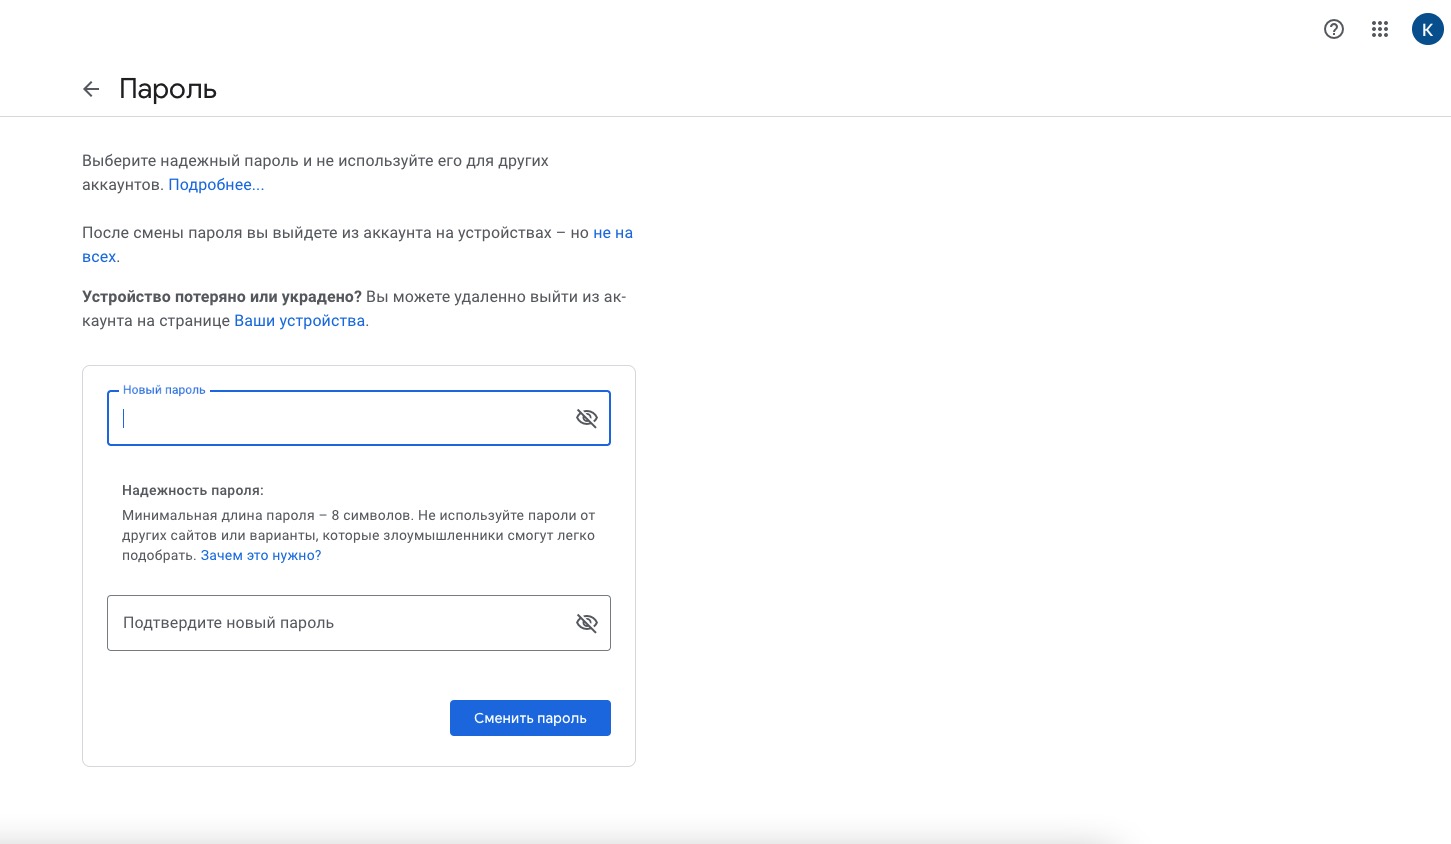 K
Пароль
Выберите надежный пароль и не используйте его для других
аккаунтов. Подробнее...
После смены пароля вы выйдете из аккаунта на устройствах – но не на
всех.
Устройство потеряно или украдено? Вы можете удаленно выйти из ак-
каунта на странице Ваши устройства.
Новый пароль
Надежность пароля:
Минимальная длина пароля – 8 символов. Не используйте пароли от
других сайтов или варианты, которые злоумышленники смогут легко
подобрать. Зачем это нужно?
Подтвердите новый пароль
Сменить пароль